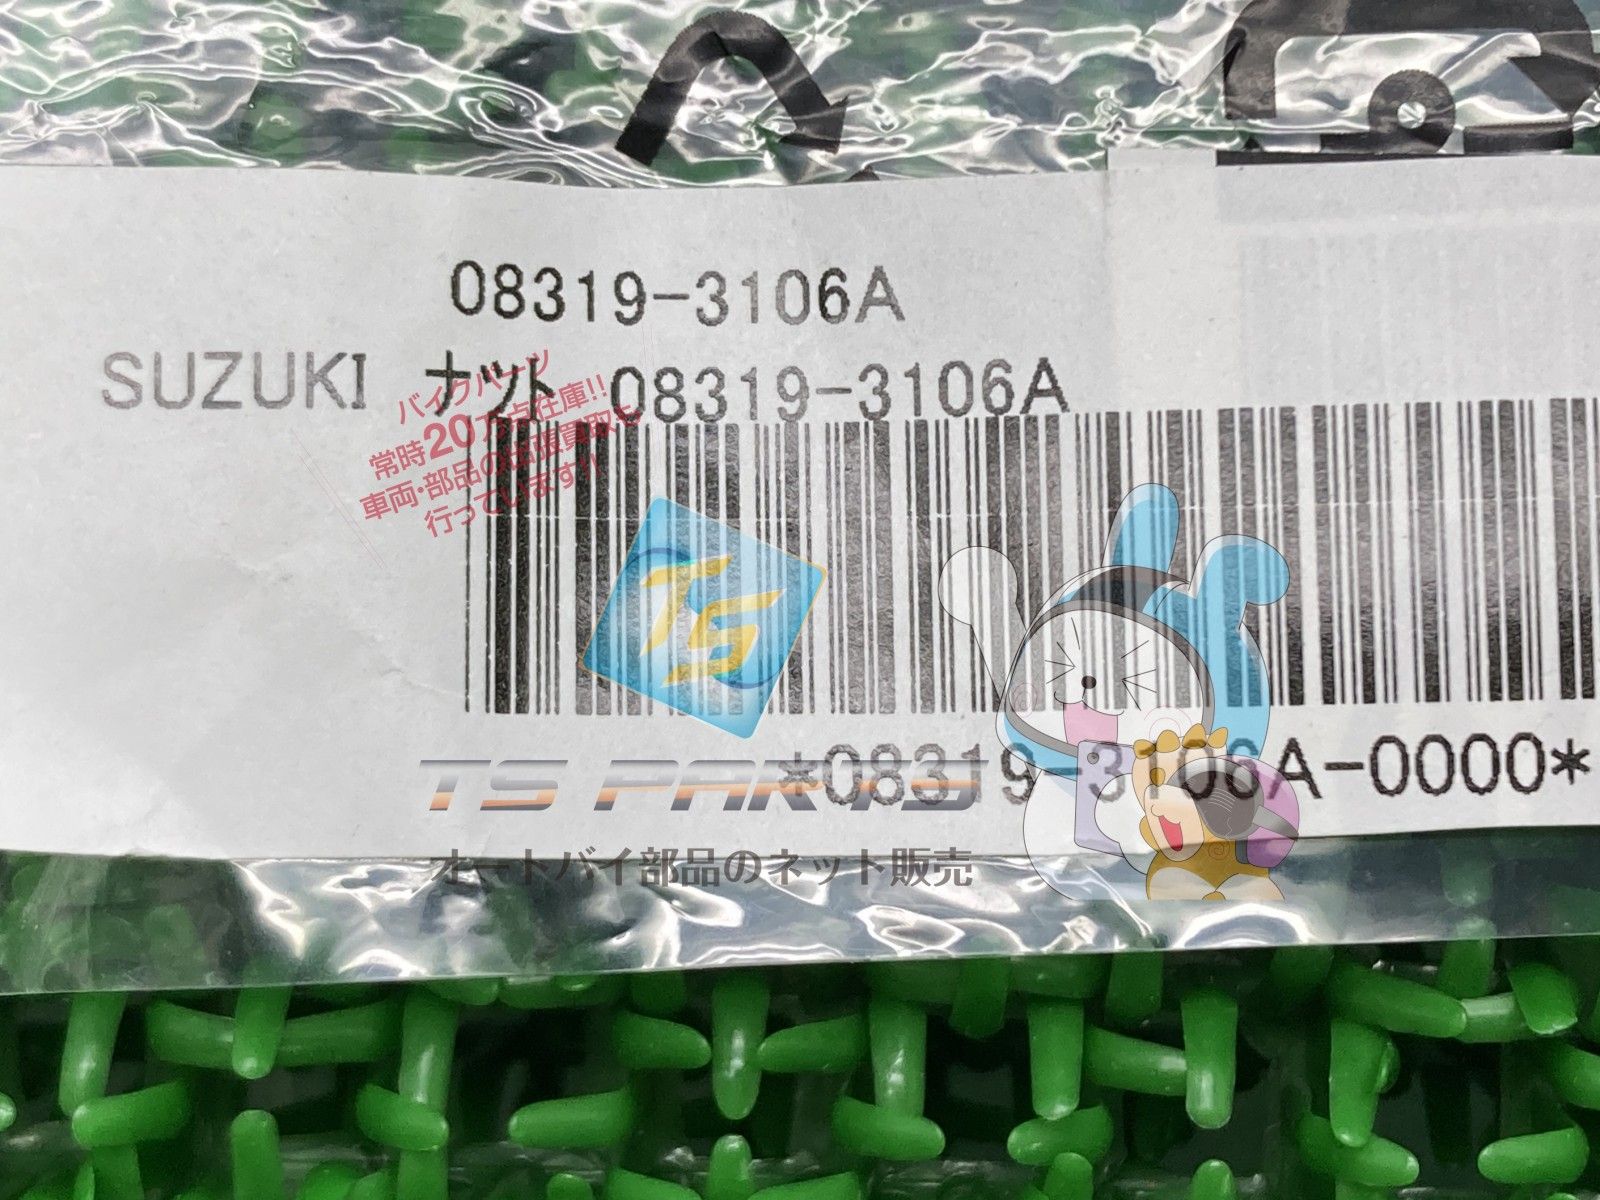 08319-3106A
SUZUKI ナット 08319-3106A
バイクパーツ
常時20万点在庫!!
車両・部品の出張買取も
行っています!!
TS
*08319-3106A-0000*
TS PARTS
オートバイ部品のネット販売